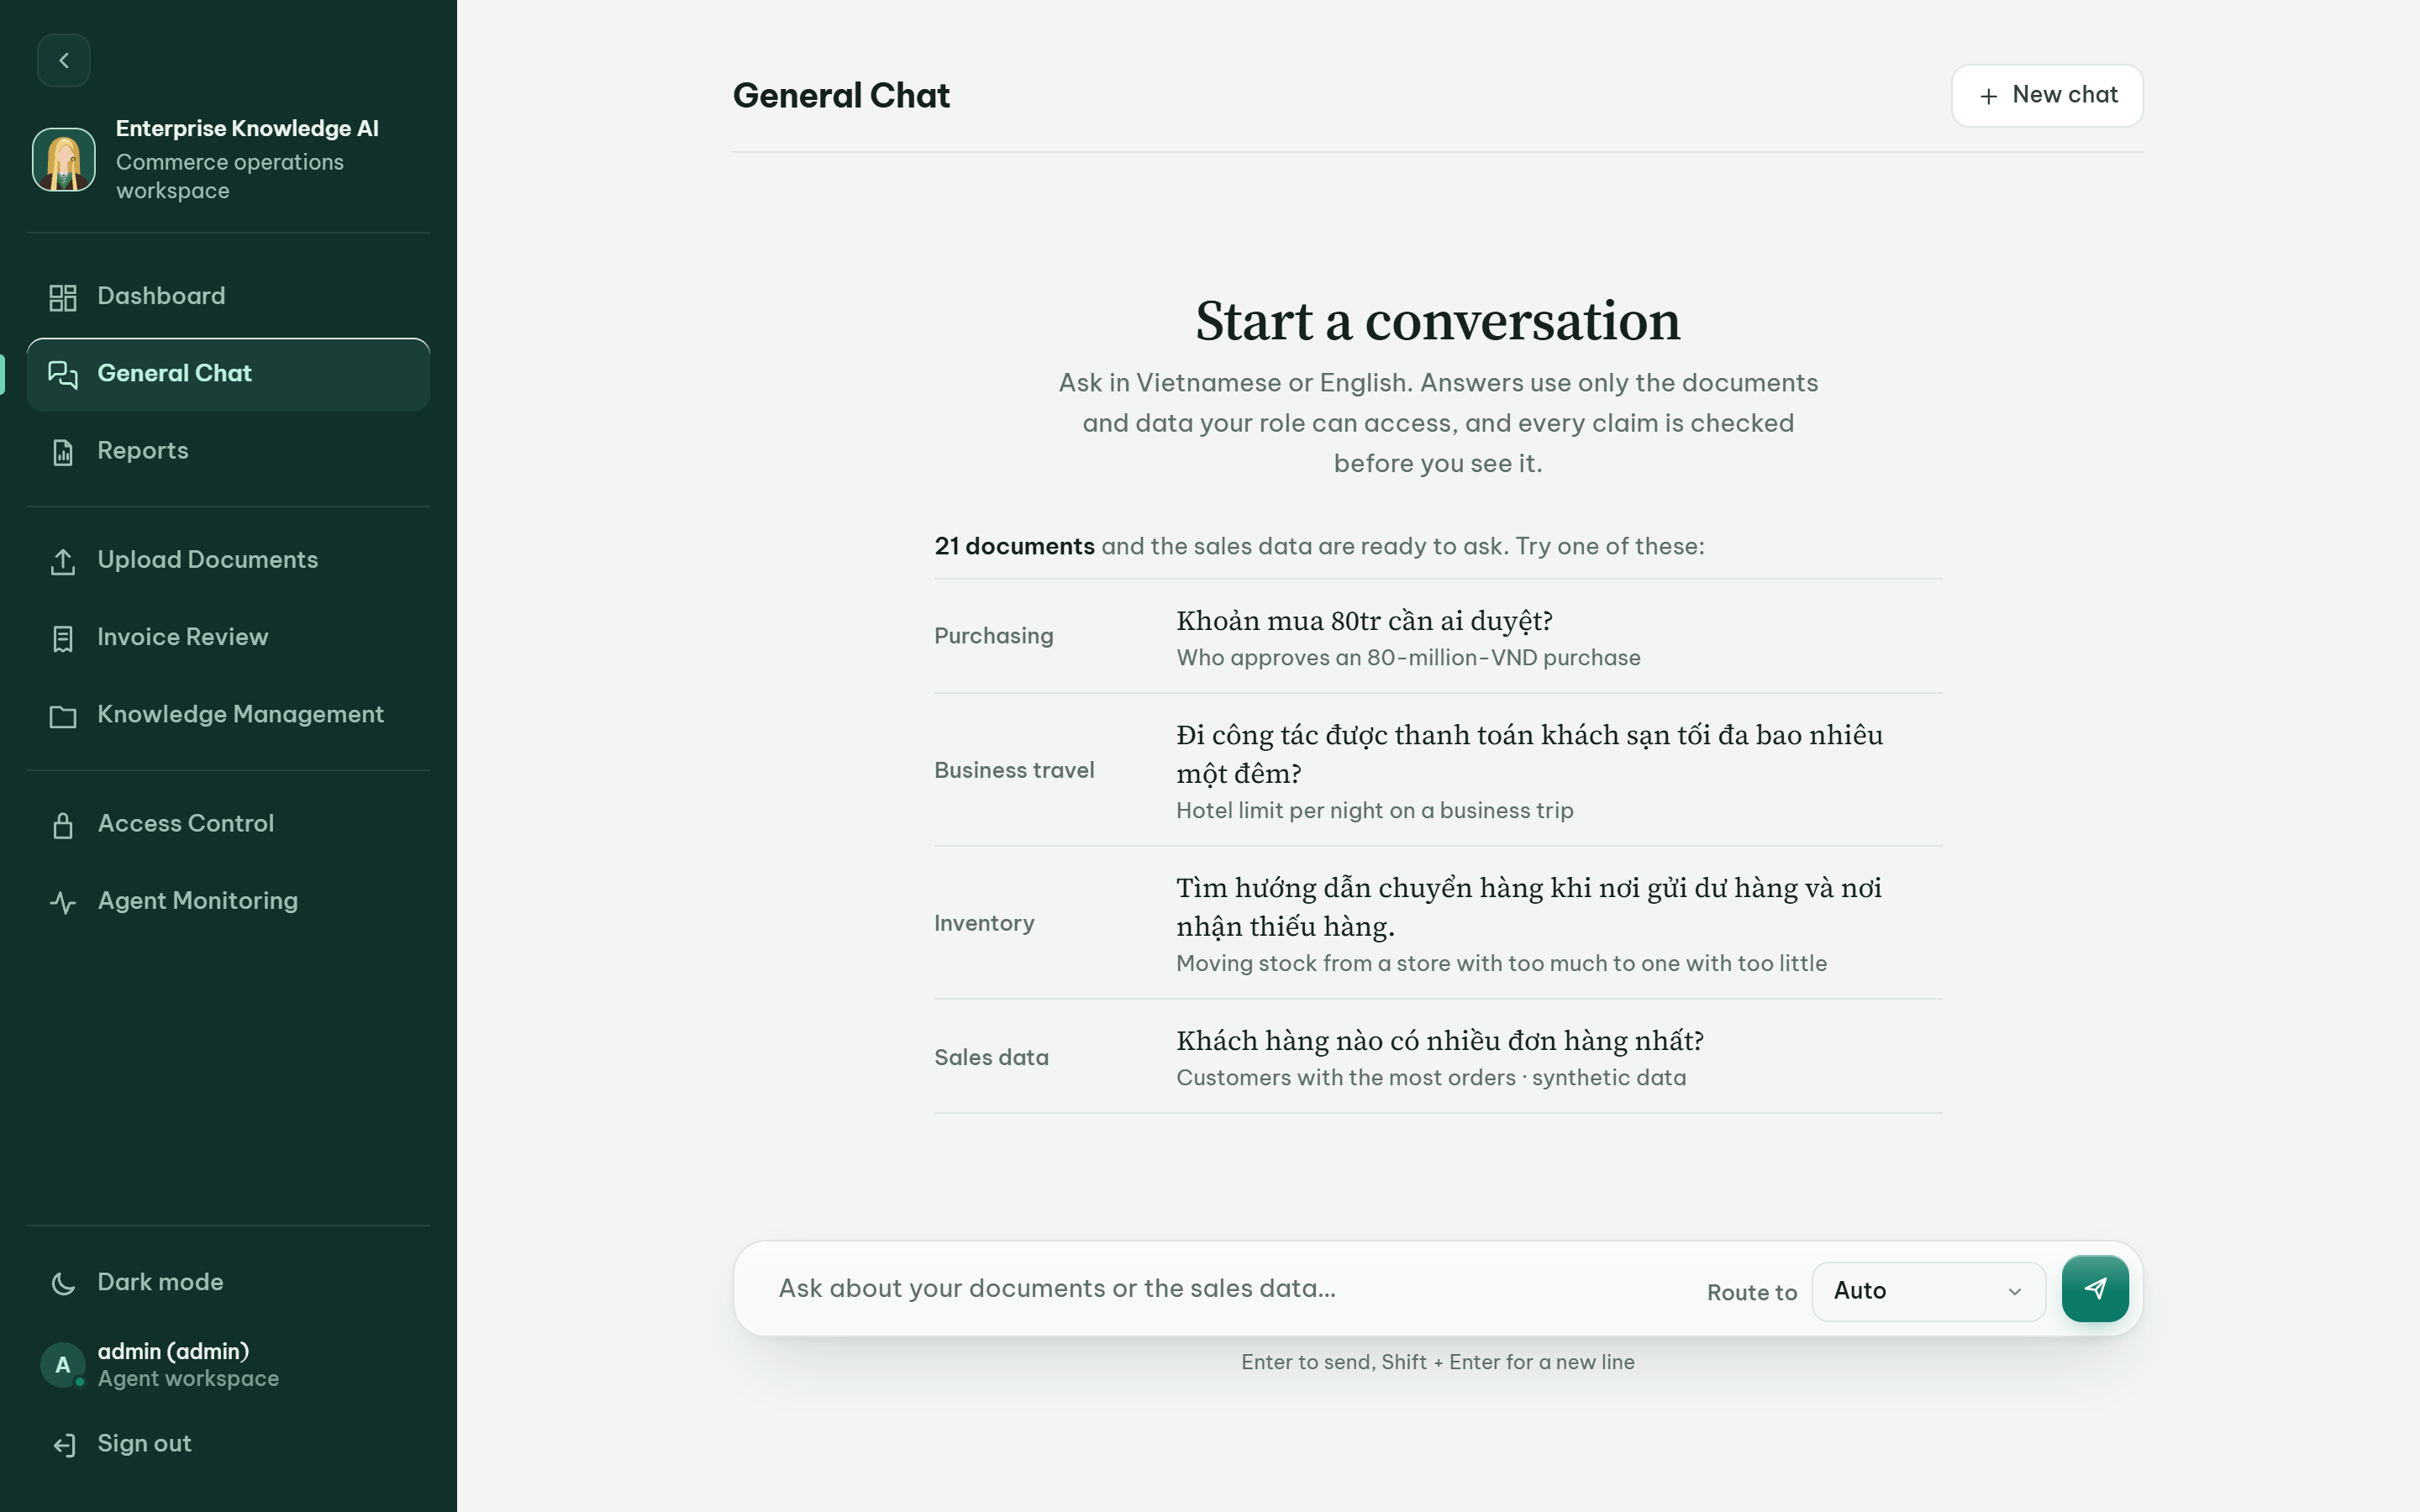 Enterprise Knowledge AI
Commerce operations
workspace
Dashboard
General Chat
Reports
Upload Documents
Invoice Review
Knowledge Management
Access Control
Agent Monitoring
Dark mode
A
admin (admin)
Agent workspace
Sign out
General Chat
New chat
Start a conversation
Ask in Vietnamese or English. Answers use only the documents
and data your role can access, and every claim is checked
before you see it.
21 documents and the sales data are ready to ask. Try one of these:
Purchasing
Khoản mua 80tr cần ai duyệt?
Who approves an 80-million-VND purchase
Business travel
Đi công tác được thanh toán khách sạn tối đa bao nhiêu
một đêm?
Hotel limit per night on a business trip
Inventory
Tìm hướng dẫn chuyển hàng khi nơi gửi dư hàng và nơi
nhận thiếu hàng.
Moving stock from a store with too much to one with too little
Sales data
Khách hàng nào có nhiều đơn hàng nhất?
Customers with the most orders · synthetic data
Ask about your documents or the sales data...
Route to
Auto
Enter to send, Shift + Enter for a new line